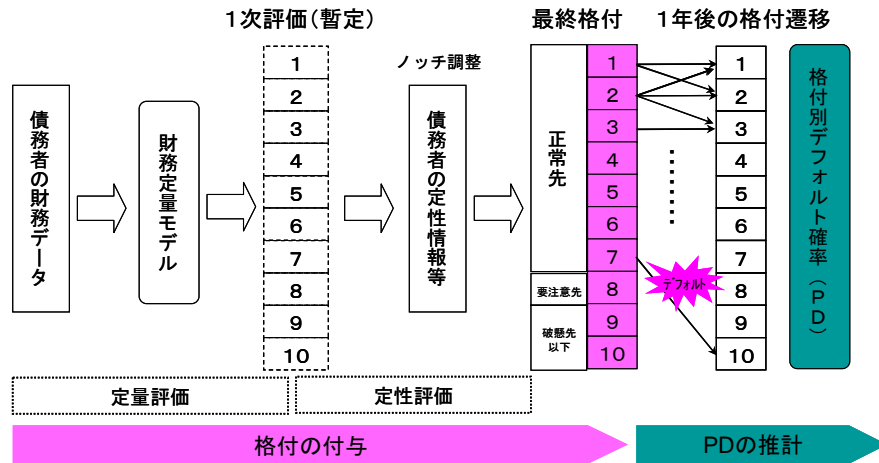 1次評価(暫定)
最終格付
1年後の格付遷移
ノッチ調整
債務者の財務データ
財務定量モデル
1
2
3
4
5
6
7
8
9
10
債務者の定性情報等
正常先
要注意先
破懸先
以下
1
2
3
4
5
6
7
8
9
10
デフォルト
1
2
3
4
5
6
7
8
9
10
格付別デフォルト確率(PD)
定量評価
定性評価
格付の付与
PDの推計